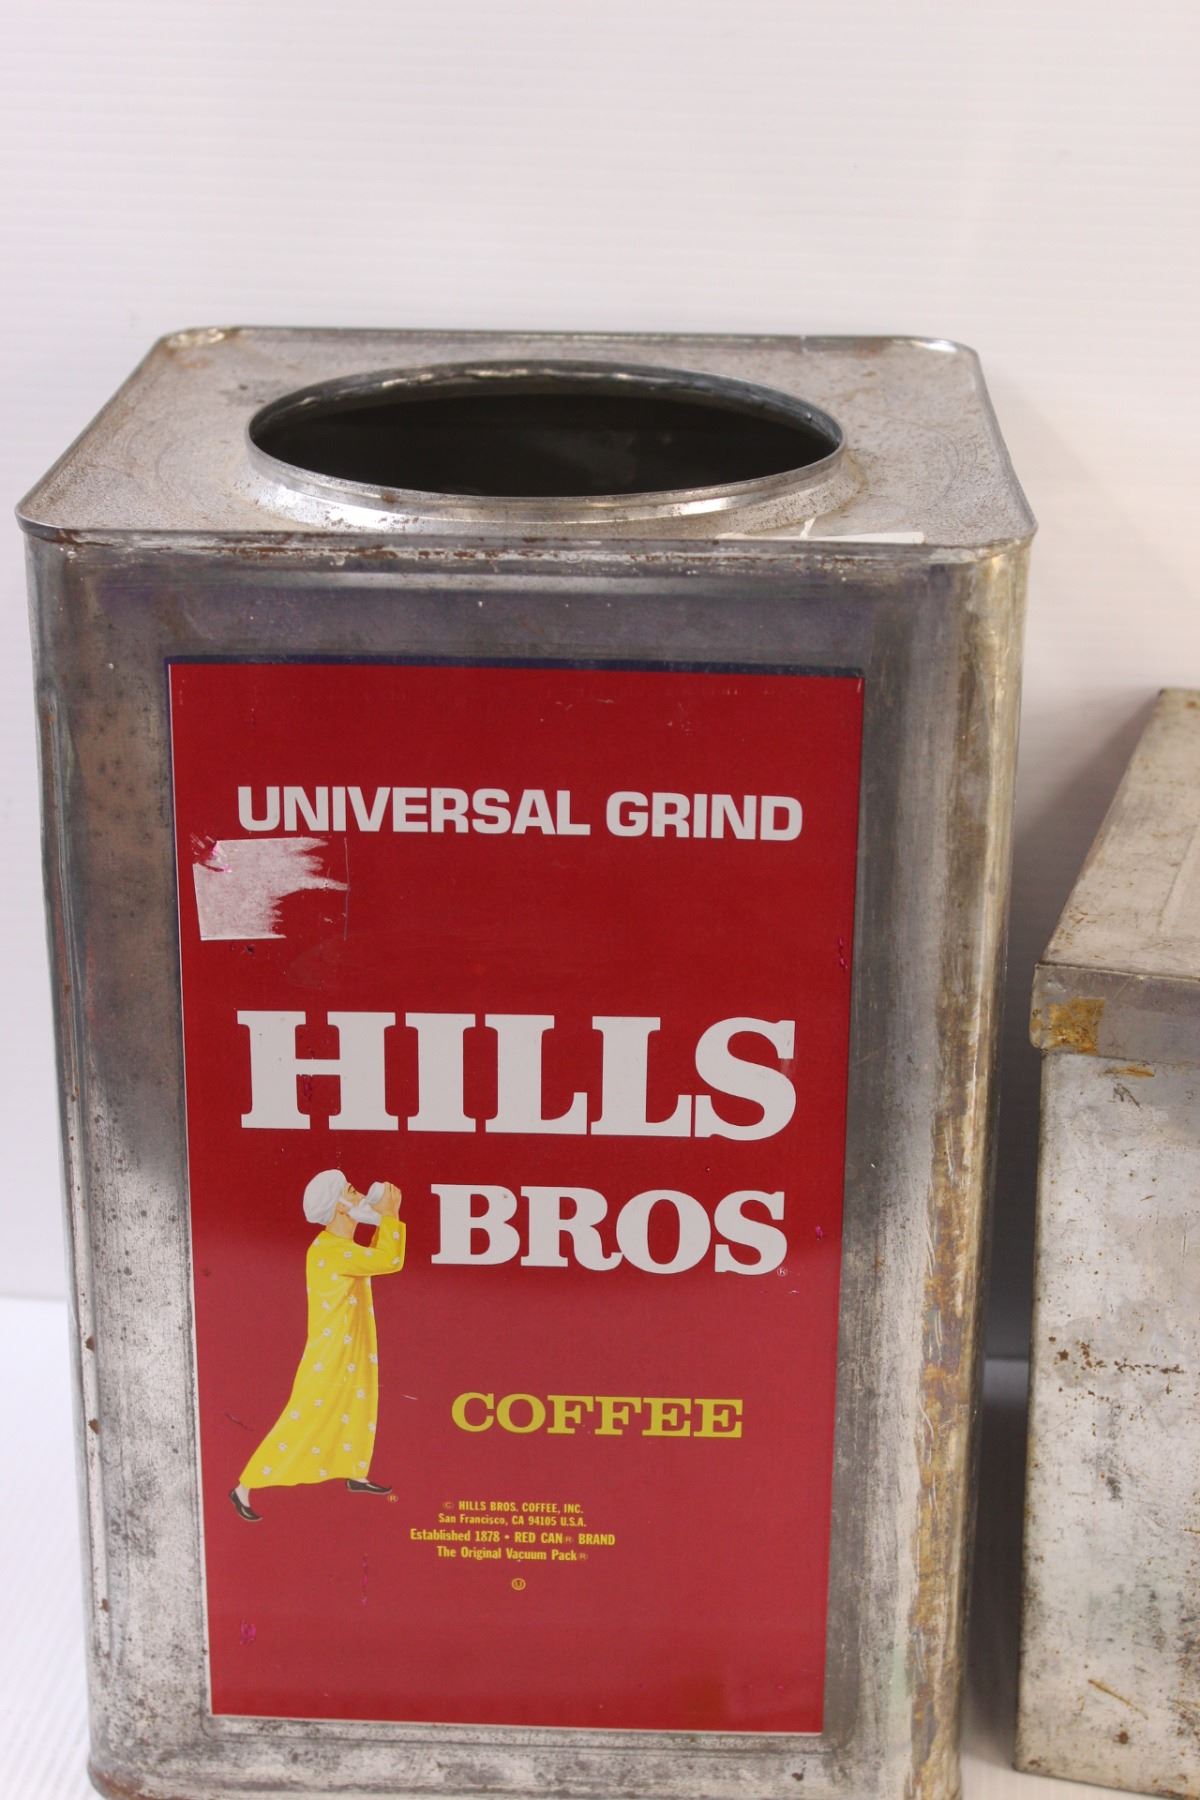 UNIVERSAL GRIND
HILLS
BROS®
COFFEE
®
© HILLS BROS. COFFEE, INC.
San Francisco, CA 94105 U.S.A.
Established 1878 • RED CAN® BRAND
The Original Vacuum Pack®
Ⓤ